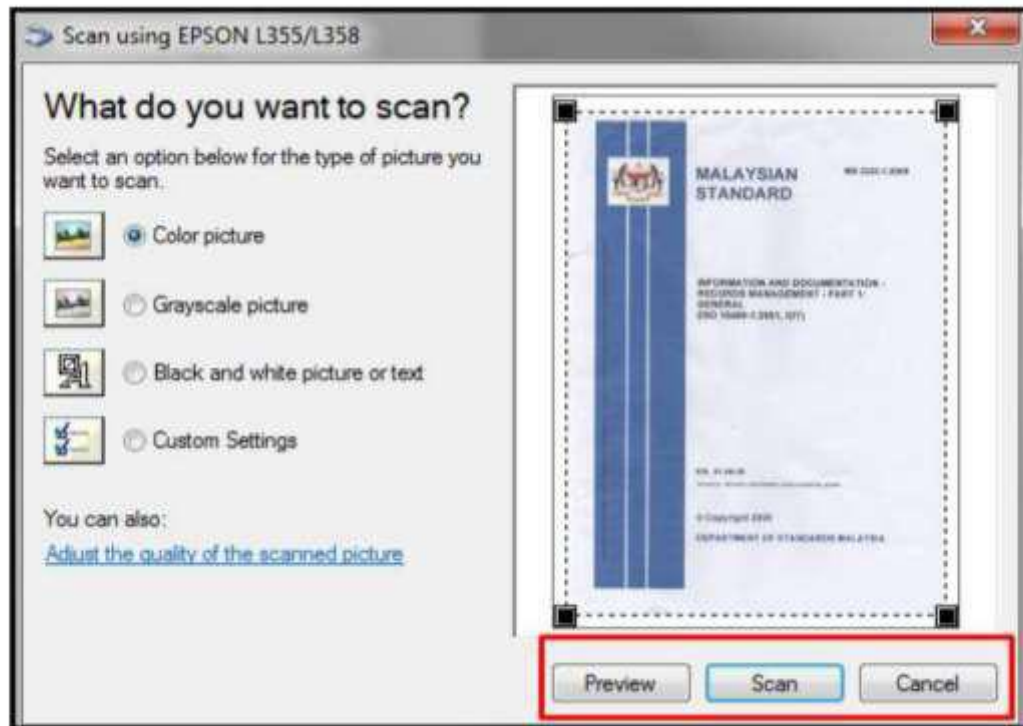 Scan using EPSON L355/L358
What do you want to scan?
Select an option below for the type of picture you
want to scan.
Color picture
Grayscale picture
Black and white picture or text
Custom Settings
You can also:
Adjust the quality of the scanned picture
MALAYSIAN
STANDARD
INFORMATION AND DOCUMENTATION -
RECORDS MANAGEMENT - PART 1:
GENERAL
© Copyright
DEPARTMENT OF STANDARDS MALAYSIA
Preview
Scan
Cancel